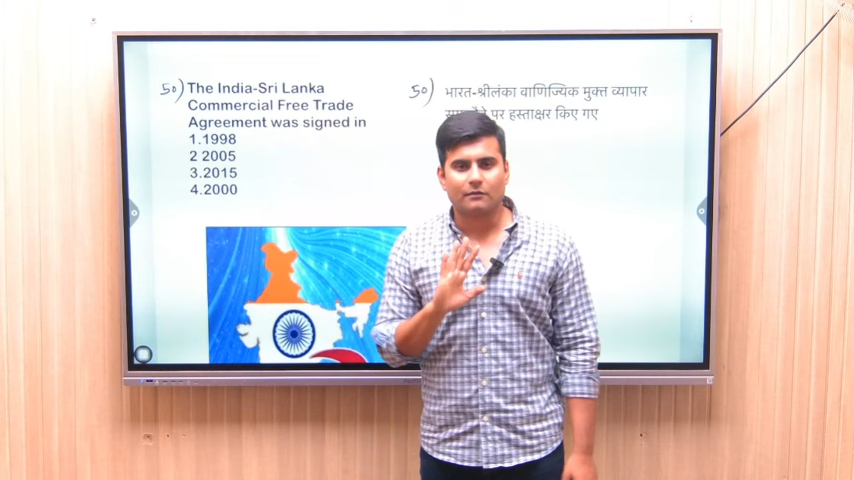 50) The India-Sri Lanka
Commercial Free Trade
Agreement was signed in
1.1998
2 2005
3.2015
4.2000
50) भारत-श्रीलंका वाणिज्यिक मुक्त व्यापार
पर हस्ताक्षर किए गए